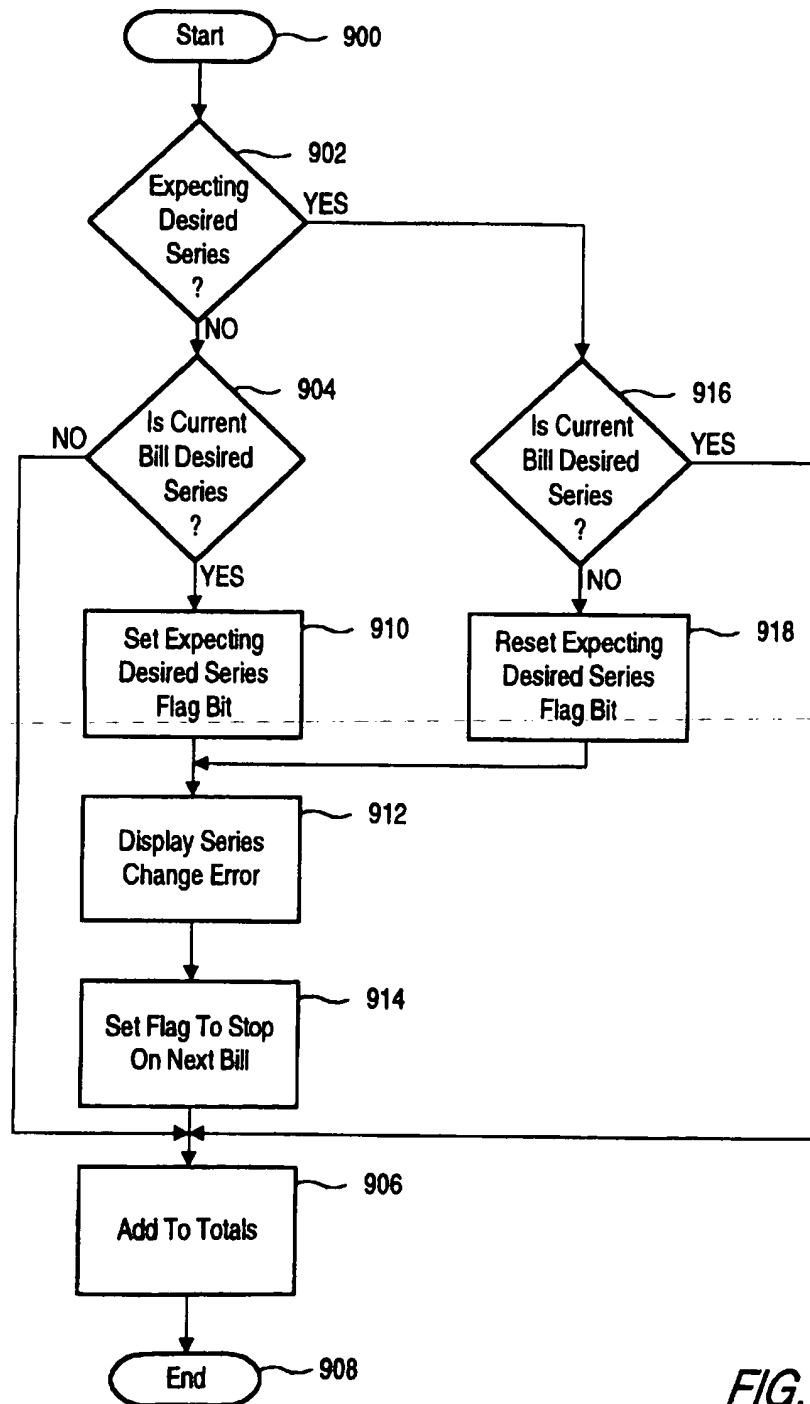 Start
900
902
Expecting
Desired
Series
?
YES
NO
904
Is Current
Bill Desired
Series
?
NO
YES
916
Is Current
Bill Desired
Series
?
YES
NO
910
Set Expecting
Desired Series
Flag Bit
918
Reset Expecting
Desired Series
Flag Bit
912
Display Series
Change Error
914
Set Flag To Stop
On Next Bill
906
Add To Totals
End
908
FIG.